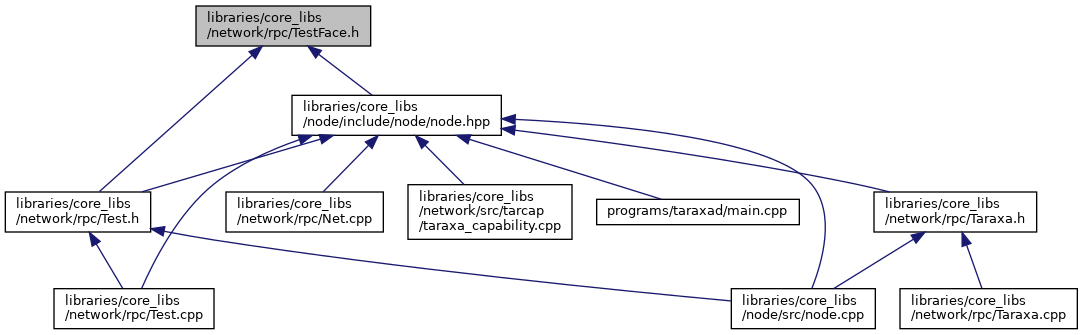 libraries/core_libs
/network/rpc/TestFace.h
libraries/core_libs
/node/include/node/node.hpp
libraries/core_libs
/network/rpc/Test.h
libraries/core_libs
/network/rpc/Net.cpp
libraries/core_libs
/network/src/tarcap
/taraxa_capability.cpp
programs/taraxad/main.cpp
libraries/core_libs
/network/rpc/Taraxa.h
libraries/core_libs
/network/rpc/Test.cpp
libraries/core_libs
/node/src/node.cpp
libraries/core_libs
/network/rpc/Taraxa.cpp